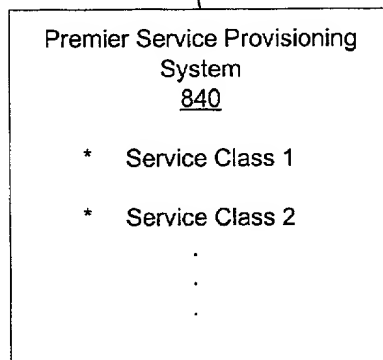 Premier Service Provisioning
System
840
* Service Class 1
* Service Class 2
.
.
.